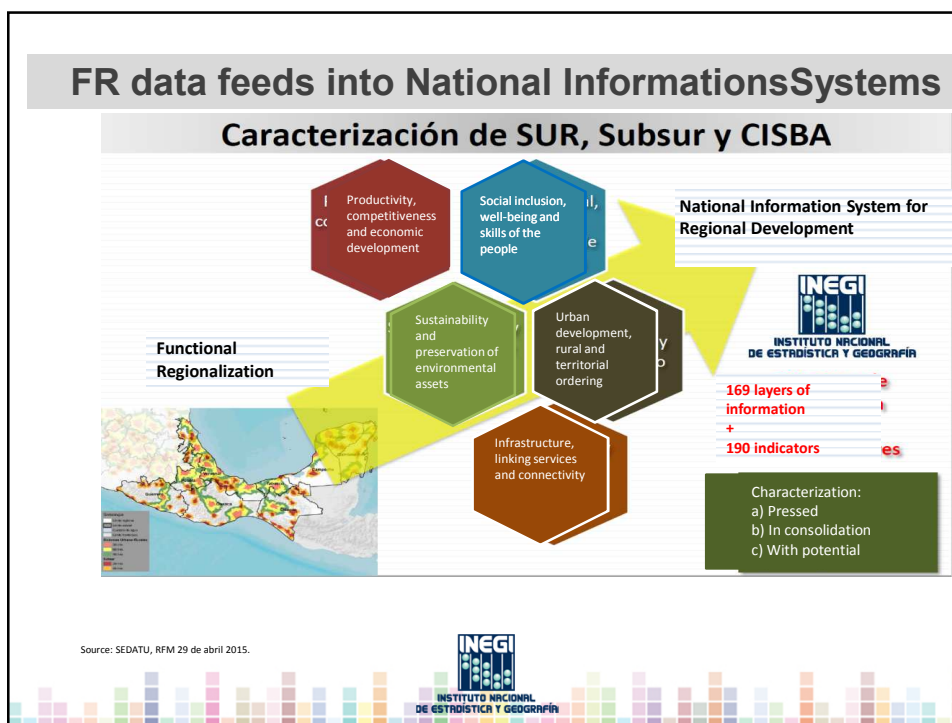 FR data feeds into National InformationsSystems
Caracterización de SUR, Subsur y CISBA
Productivity,
competitiveness
and economic
development
Social inclusion,
well-being and
skills of the
people
National Information System for
Regional Development
Sustainability
and
preservation of
environmental
assets
Urban
development,
rural and
territorial
ordering
INEGI
INSTITUTO NACIONAL
DE ESTADÍSTICA Y GEOGRAFÍA
Functional
Regionalization
169 layers of
information
+
190 indicators
es
Infrastructure,
linking services
and connectivity
Characterization:
a) Pressed
b) In consolidation
c) With potential
Source: SEDATU, RFM 29 de abril 2015.
INEGI
INSTITUTO NACIONAL
DE ESTADÍSTICA Y GEOGRAFÍA